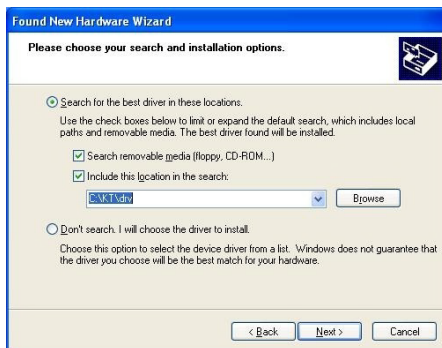 Found New Hardware Wizard
Please choose your search and installation options.
Search for the best driver in these locations.
Use the check boxes below to limit or expand the default search, which includes local
paths and removable media. The best driver found will be installed.
Search removable media (floppy, CD-ROM...)
Include this location in the search:
C:\KT\drv
Browse
Don't search. I will choose the driver to install.
Choose this option to select the device driver from a list. Windows does not guarantee that
the driver you choose will be the best match for your hardware.
< Back
Next >
Cancel